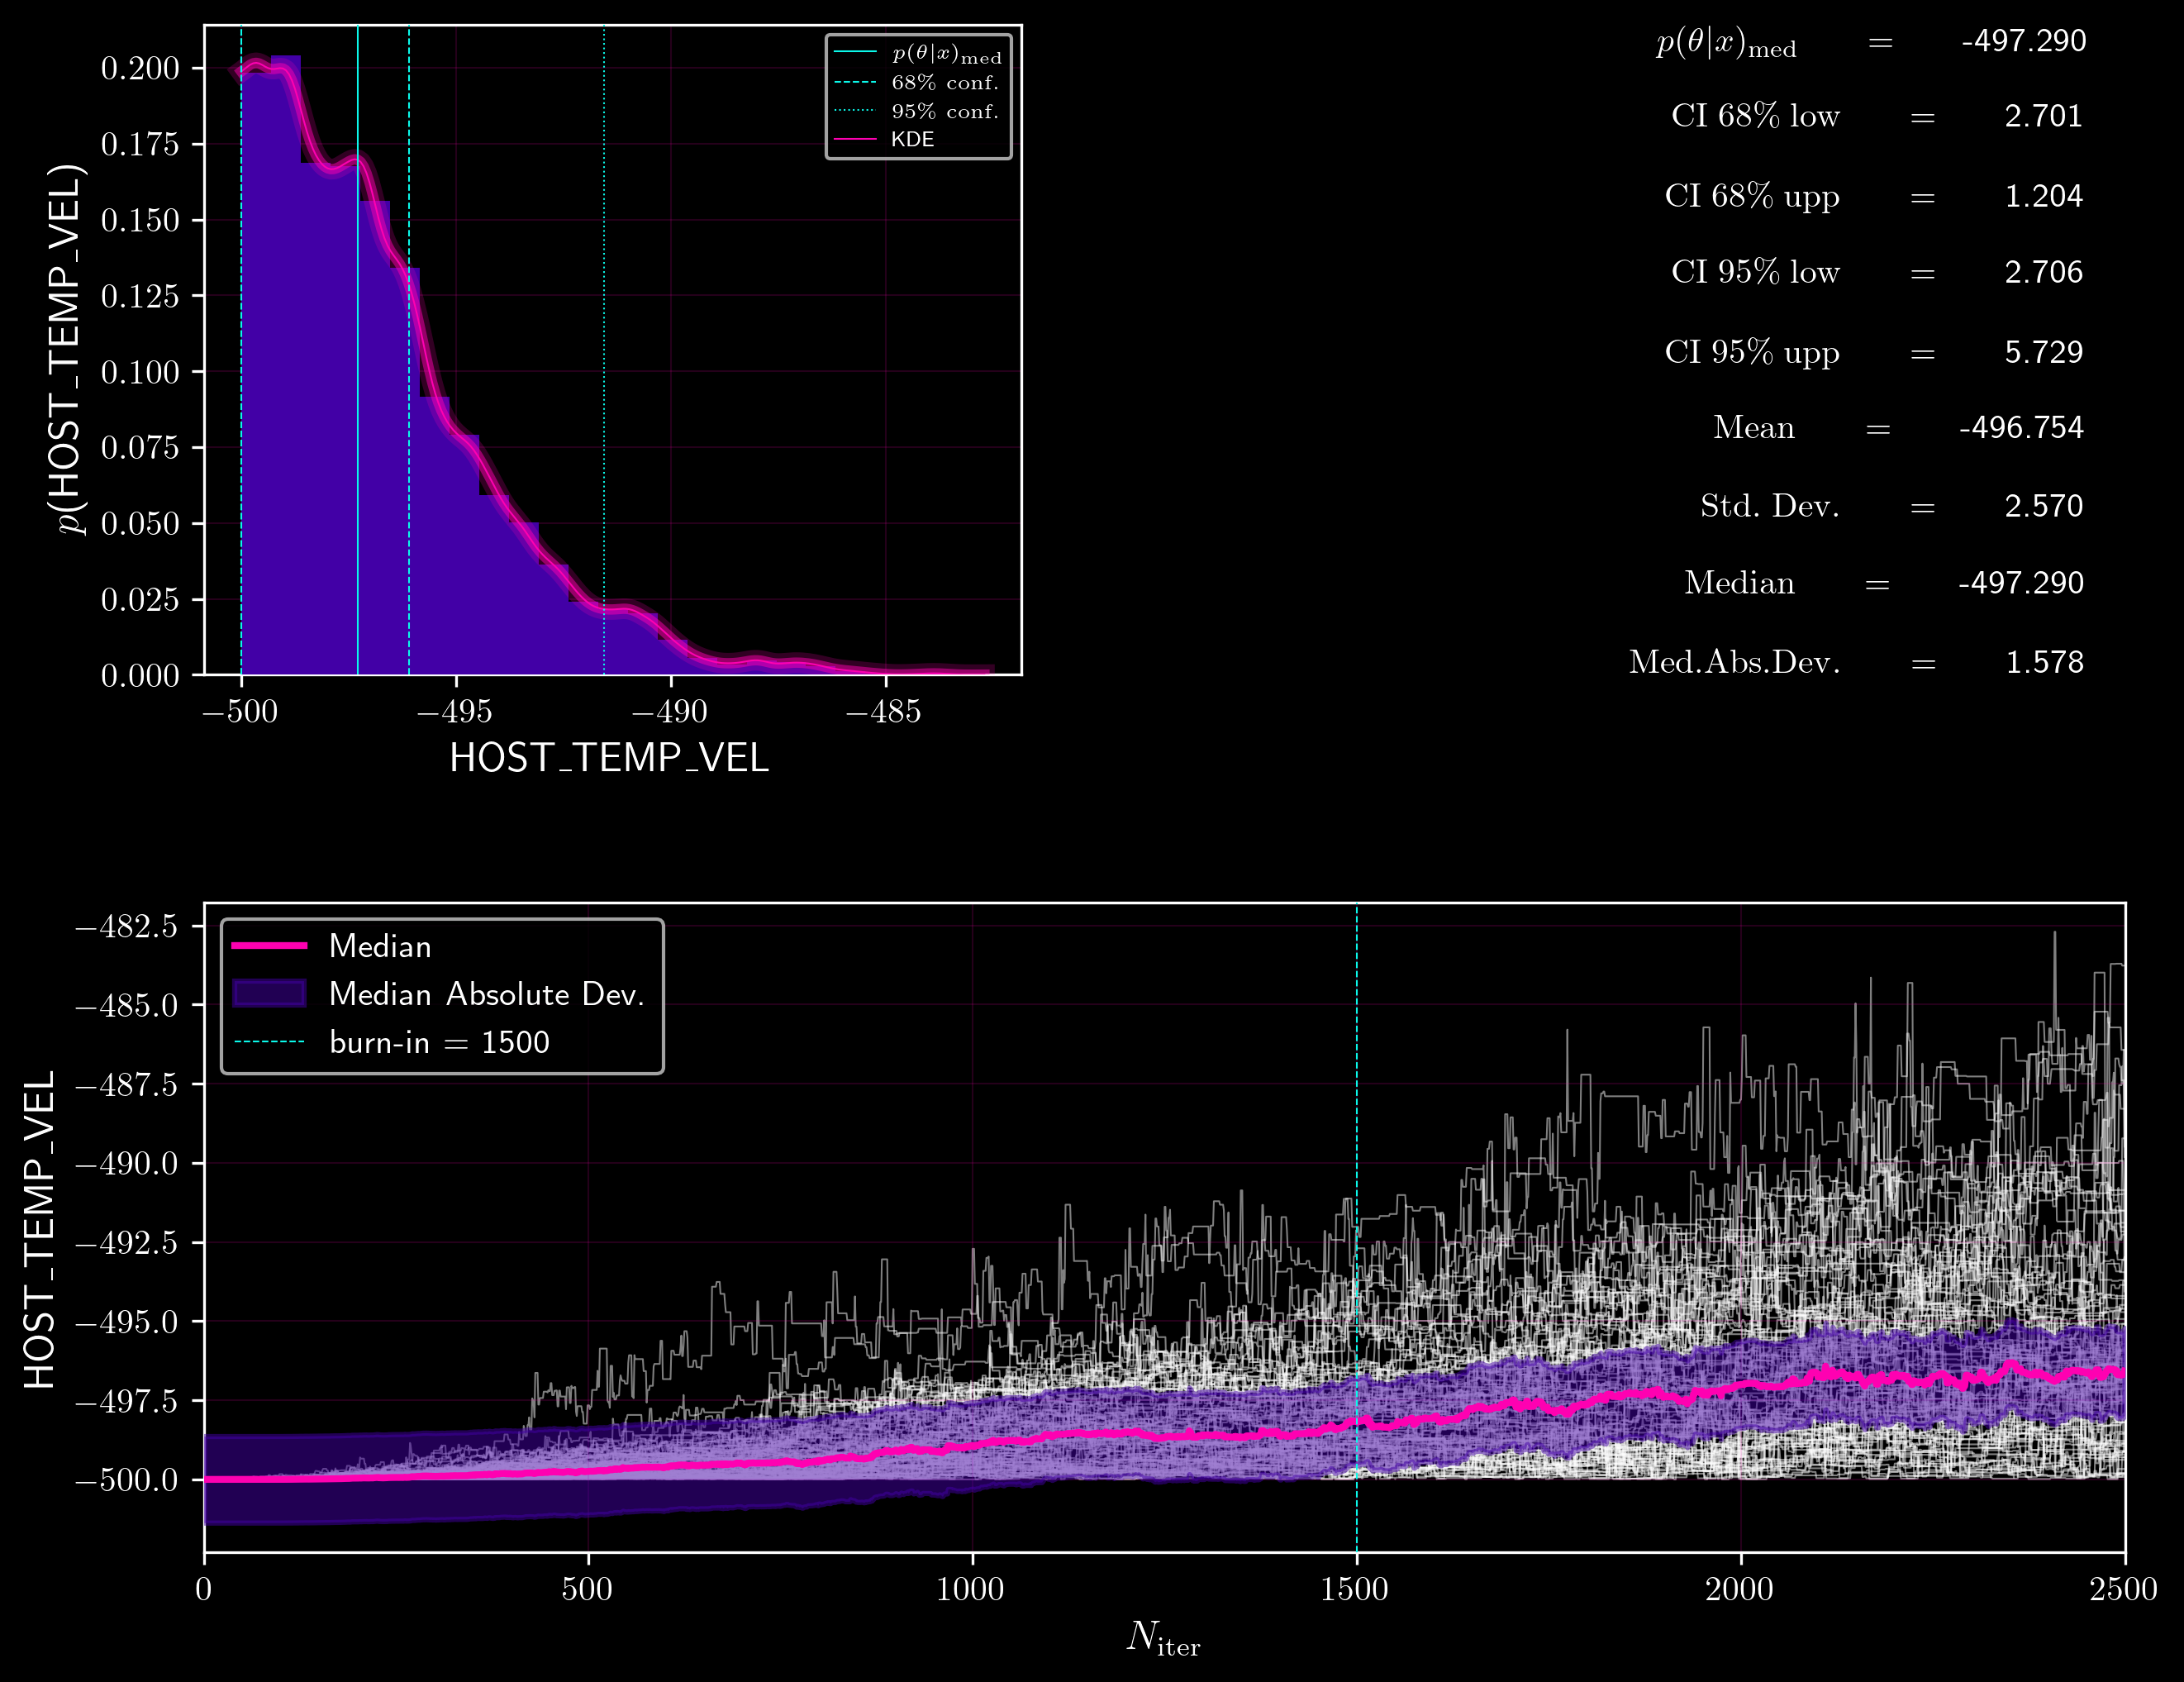 0.200
0.175
0.150
0.125
0.100
0.075
0.050
0.025
0.000
p(HOST_TEMP_VEL)
−500 −495 −490 −485
HOST_TEMP_VEL
p(θ|x)med
68% conf.
95% conf.
KDE
p(θ|x)med = -497.290
CI 68% low = 2.701
CI 68% upp = 1.204
CI 95% low = 2.706
CI 95% upp = 5.729
Mean = -496.754
Std. Dev. = 2.570
Median = -497.290
Med.Abs.Dev. = 1.578
−482.5
−485.0
−487.5
−490.0
−492.5
−495.0
−497.5
−500.0
HOST_TEMP_VEL
Median
Median Absolute Dev.
burn-in = 1500
0 500 1000 1500 2000 2500
Niter